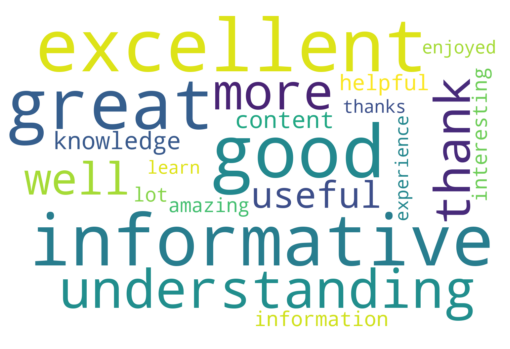 excellent
enjoyed
great
more
helpful
thank
interesting
thanks
content
knowledge
good
experience
well
learn
lot
useful
amazing
informative
understanding
information